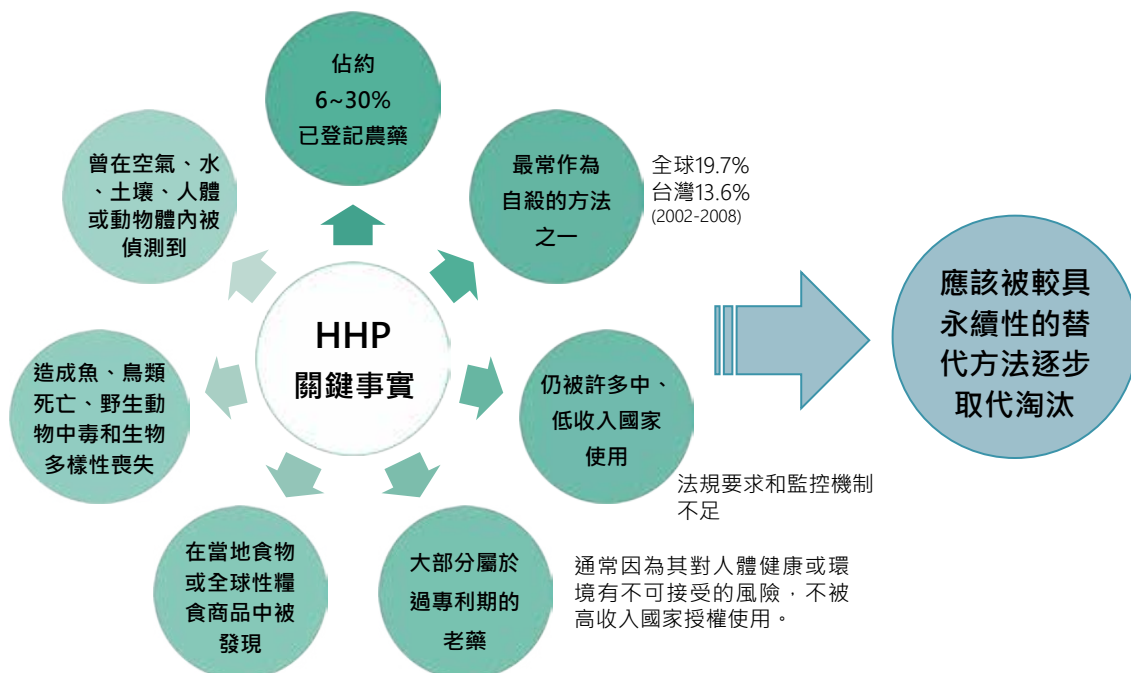 佔約
6~30%
已登記農藥
最常作為
自殺的方法
之一
全球19.7%
台灣13.6%
(2002-2008)
曾在空氣、水
、土壤、人體
或動物體內被
偵測到
HHP
關鍵事實
應該被較具
永續性的替
代方法逐步
取代淘汰
仍被許多中、
低收入國家
使用
法規要求和監控機制
不足
造成魚、鳥類
死亡、野生動
物中毒和生物
多樣性喪失
在當地食物
或全球性糧
食商品中被
發現
大部分屬於
過專利期的
老藥
通常因為其對人體健康或環
境有不可接受的風險，不被
高收入國家授權使用。